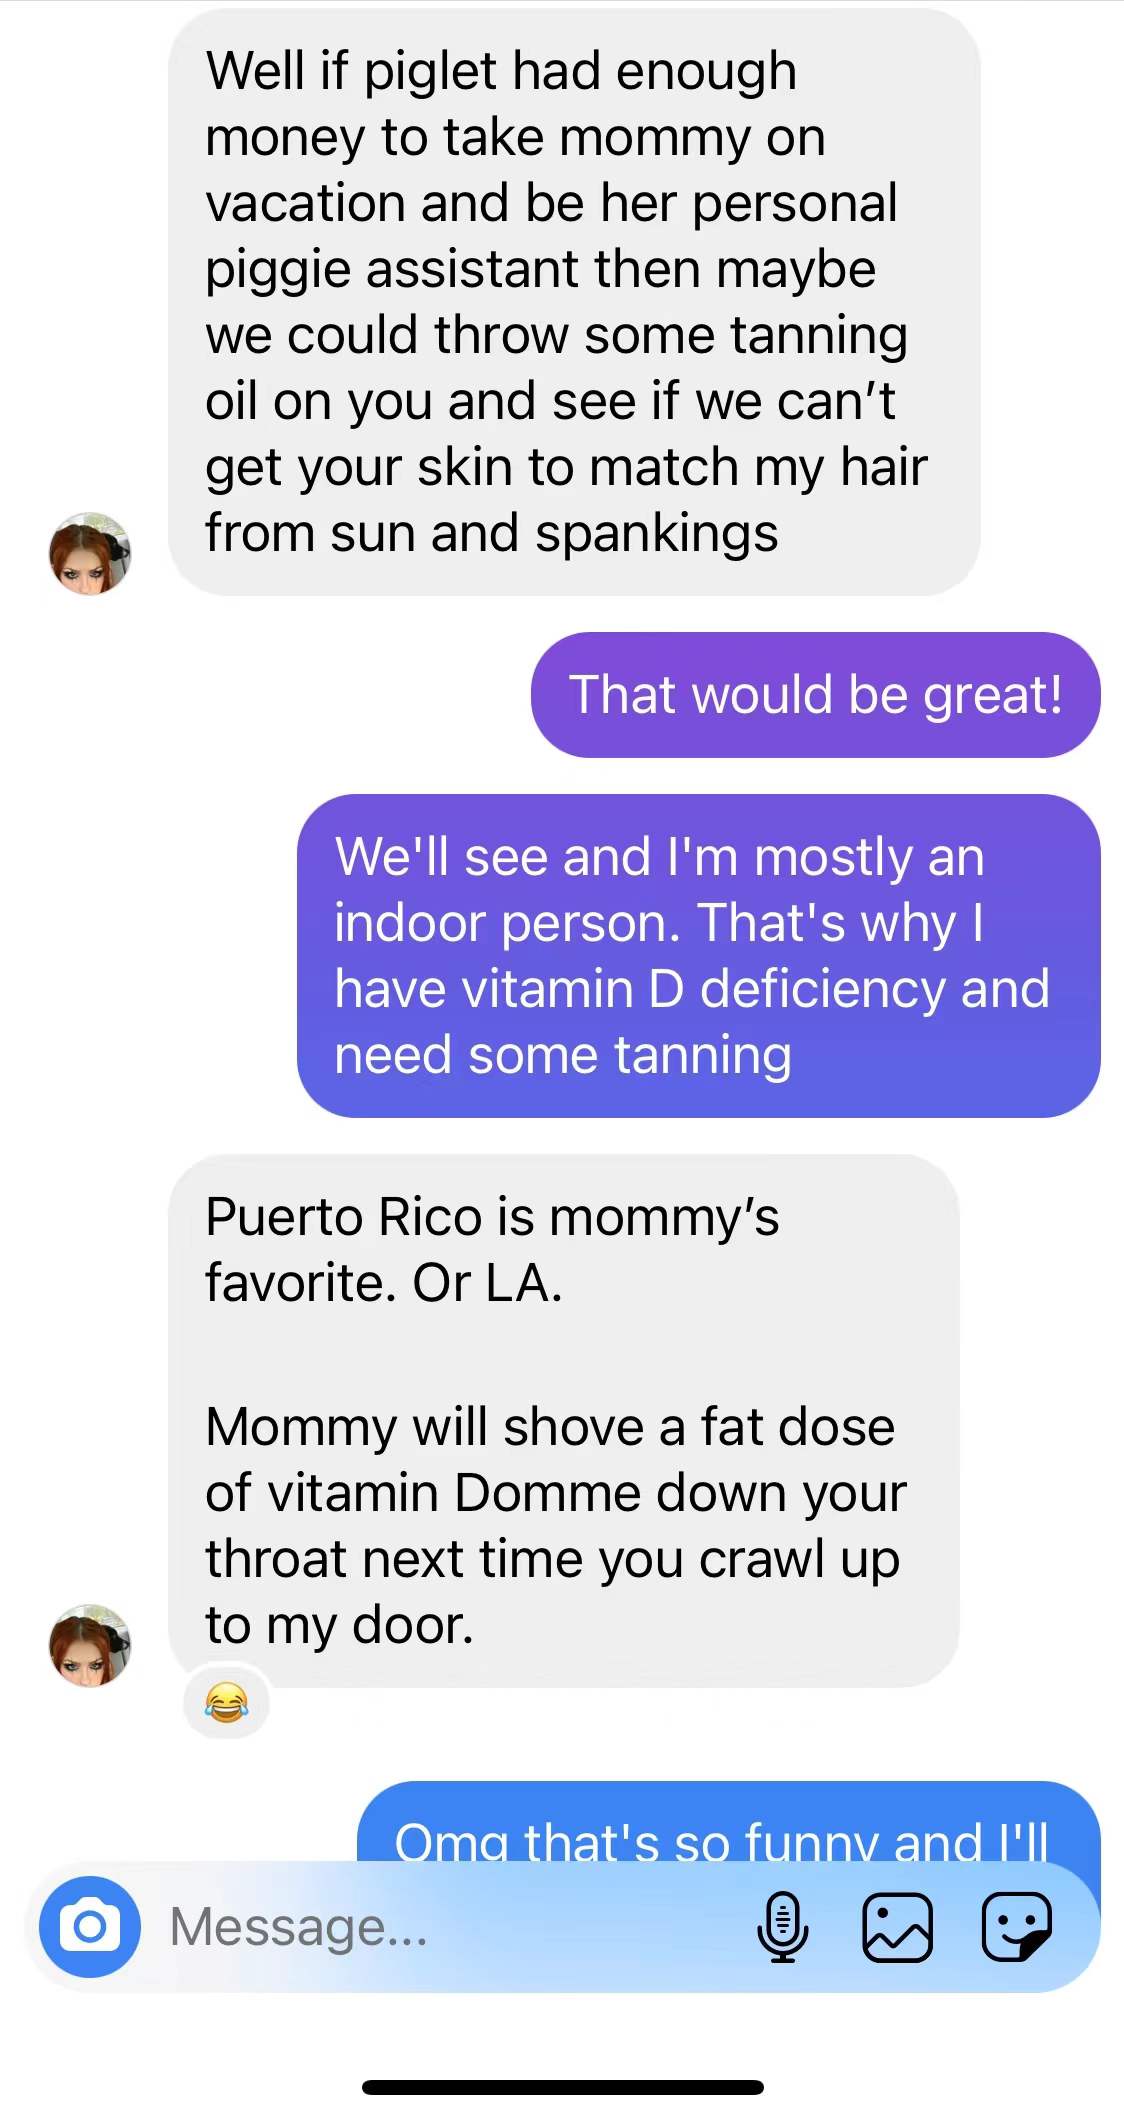 Well if piglet had enough
money to take mommy on
vacation and be her personal
piggie assistant then maybe
we could throw some tanning
oil on you and see if we can’t
get your skin to match my hair
from sun and spankings
That would be great!
We'll see and I'm mostly an
indoor person. That's why I
have vitamin D deficiency and
need some tanning
Puerto Rico is mommy’s
favorite. Or LA.
Mommy will shove a fat dose
of vitamin Domme down your
throat next time you crawl up
to my door.
Omg that's so funny and I'll
Message...